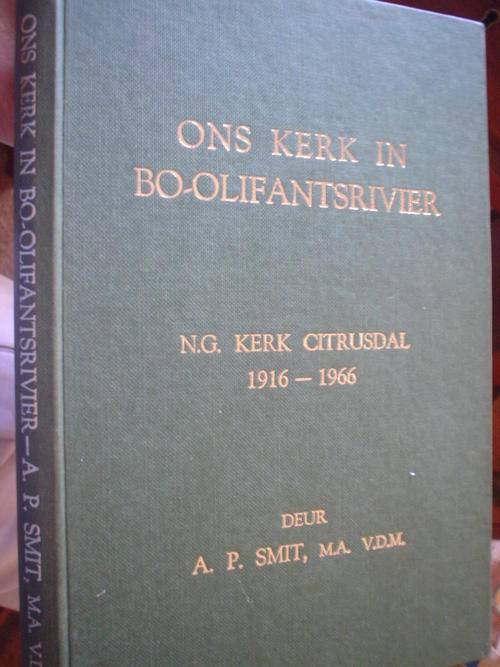 ONS KERK IN
BO-OLIFANTSRIVIER
N.G. KERK CITRUSDAL
1916 – 1966
DEUR
A. P. SMIT, M.A. V.D.M.
ONS KERK IN BO-OLIFANTSRIVIER — A. P. SMIT, M.A. V.D